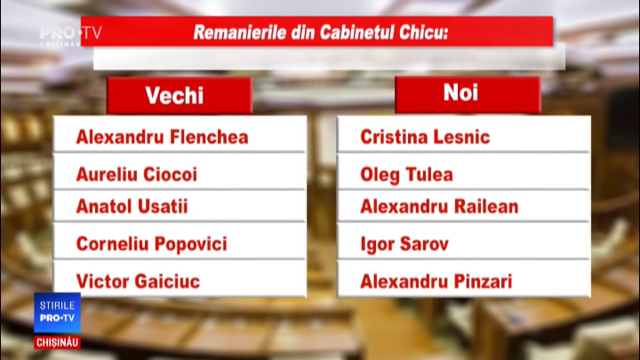 PRO•TV
CHIȘINĂU
Remanierile din Cabinetul Chicu:
Vechi
Noi
Alexandru Flenchea
Cristina Lesnic
Aureliu Ciocoi
Oleg Tulea
Anatol Usatii
Alexandru Railean
Corneliu Popovici
Igor Sarov
Victor Gaiciuc
Alexandru Pinzari
STIRILE
PRO•TV
CHIȘINĂU